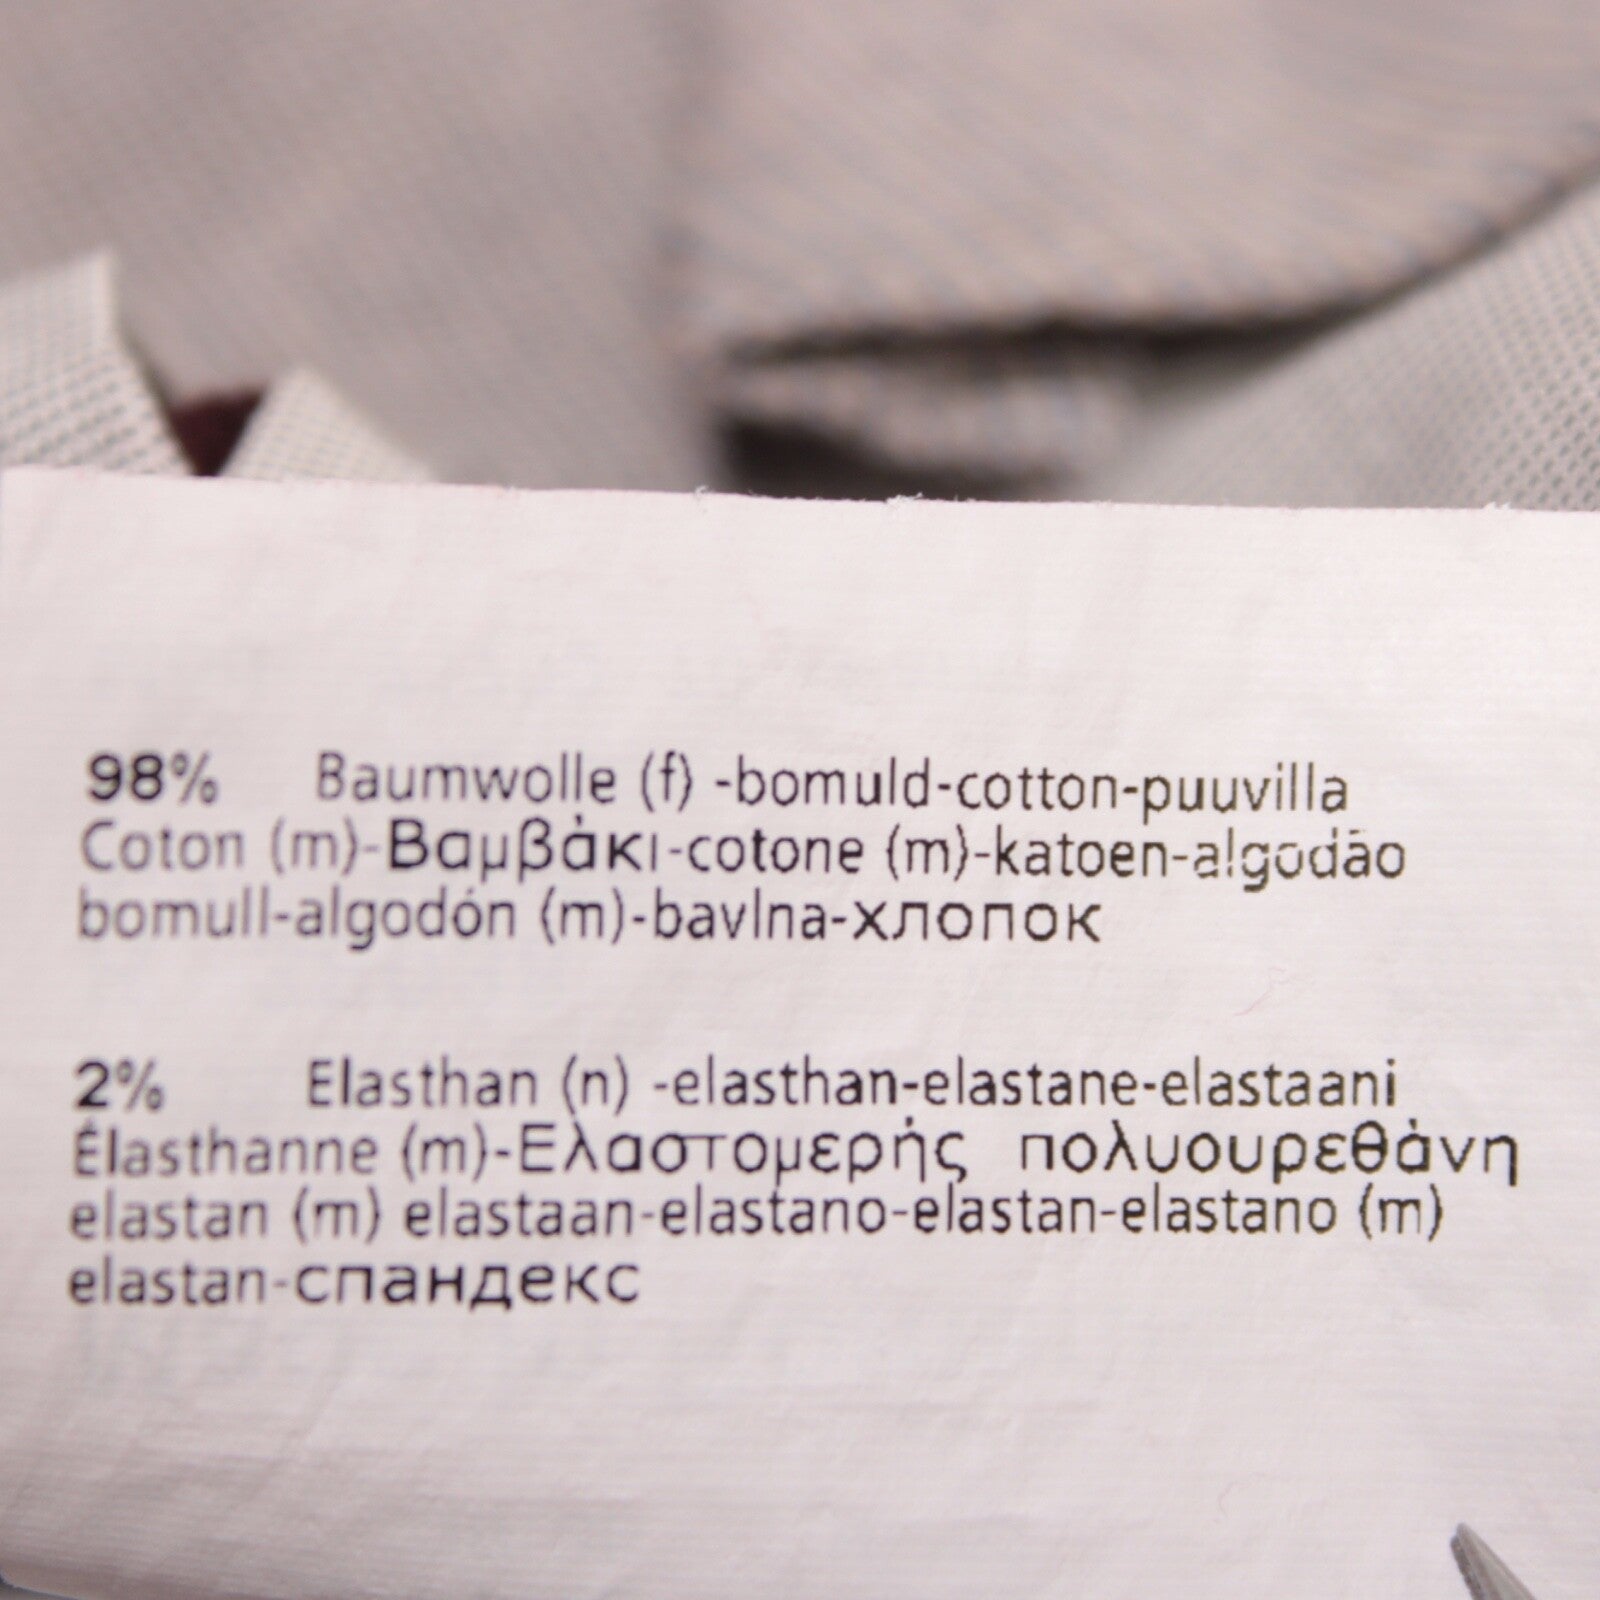 98% Baumwolle (f) -bomuld-cotton-puuvilla
Coton (m)-Βαμβάκι-cotone (m)-katoen-algodão
bomull-algodón (m)-bavlna-хлопок
2% Elasthan (n) -elasthan-elastane-elastaani
Élasthanne (m)-Ελαστομερής πολυουρεθάνη
elastan (m) elastaan-elastano-elastan-elastano (m)
elastan-спандекс